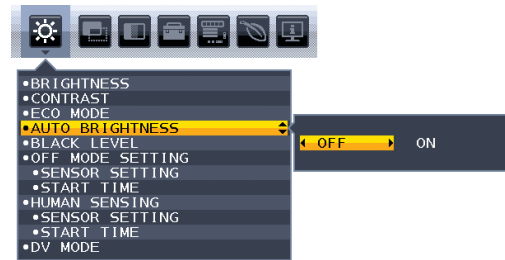 •BRIGHTNESS
•CONTRAST
•ECO MODE
•AUTO BRIGHTNESS
OFF ON
•BLACK LEVEL
•OFF MODE SETTING
•SENSOR SETTING
•START TIME
•HUMAN SENSING
•SENSOR SETTING
•START TIME
•DV MODE